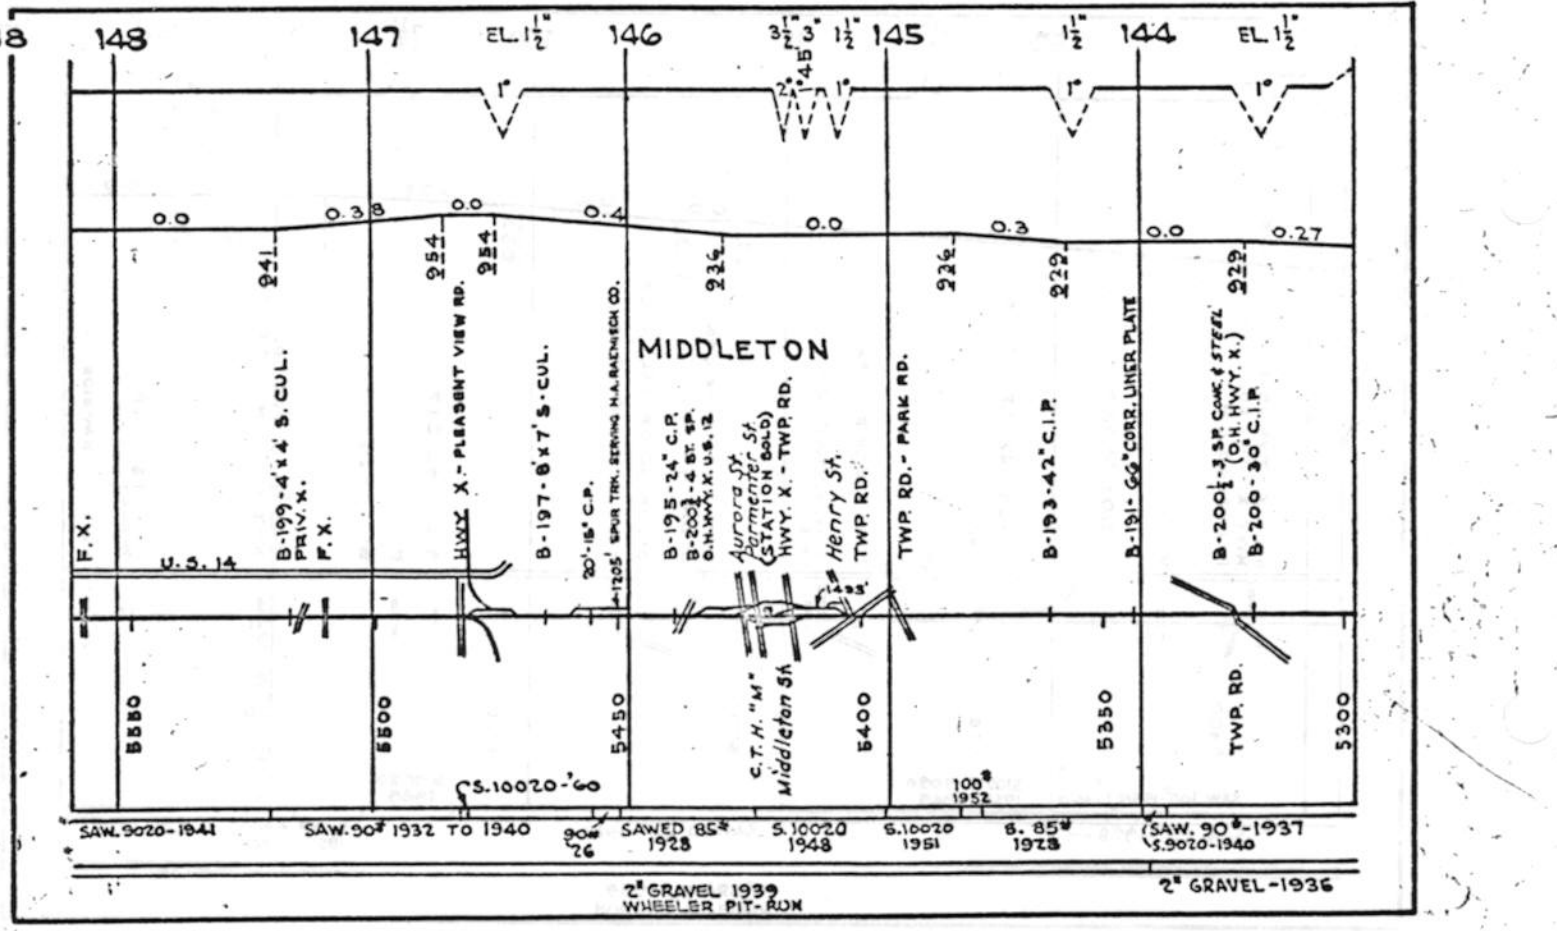 8 148 147 EL. 1½" 146 3½" 3" 1½" 145 1½" 144 EL. 1½"
1° 2° 45' 1° 1° 1°
0.0 0.38 0.0 0.4 0.0 0.3 0.0 0.27
941 954 954 936 936 929 929
MIDDLETON
F. X.
B-199-4'x4' S. CUL.
PRIV. X.
F. X.
HWY. X.- PLEASENT VIEW RD.
B-197-8'x7' S-CUL.
20'-15" C.P.
1205' SPUR TRK. SERVING H.A. RAEMISCH CO.
B-195-24" C.P.
B-200¾-4 ST. SP.
O.H. HWY. X. U.S. 12
Aurora St.
Parmenter St.
(STATION SOLD)
HWY. X.-TWP. RD.
Henry St.
TWP. RD.
TWP. RD.- PARK RD.
B-193-42" C.I.P.
B-191- 66" CORR. LINER PLATE
B-200½-3 SP. CONC. & STEEL
(O.H. HWY. X.)
B-200-30" C.I.P.
U.S. 14
1495'
5500
5450
C.T.H. "M"
Middleton St
5400
5350
TWP. RD.
5300
S.10020-'60
100#
1952
SAW. 9020-1941
SAW. 90# 1932 TO 1940
90#
26
SAWED 85#
1928
S.10020
1948
S.10020
1951
S. 85#
1928
SAW. 90#-1937
S.9020-1940
2" GRAVEL 1939
WHEELER PIT-RUN
2" GRAVEL-1936